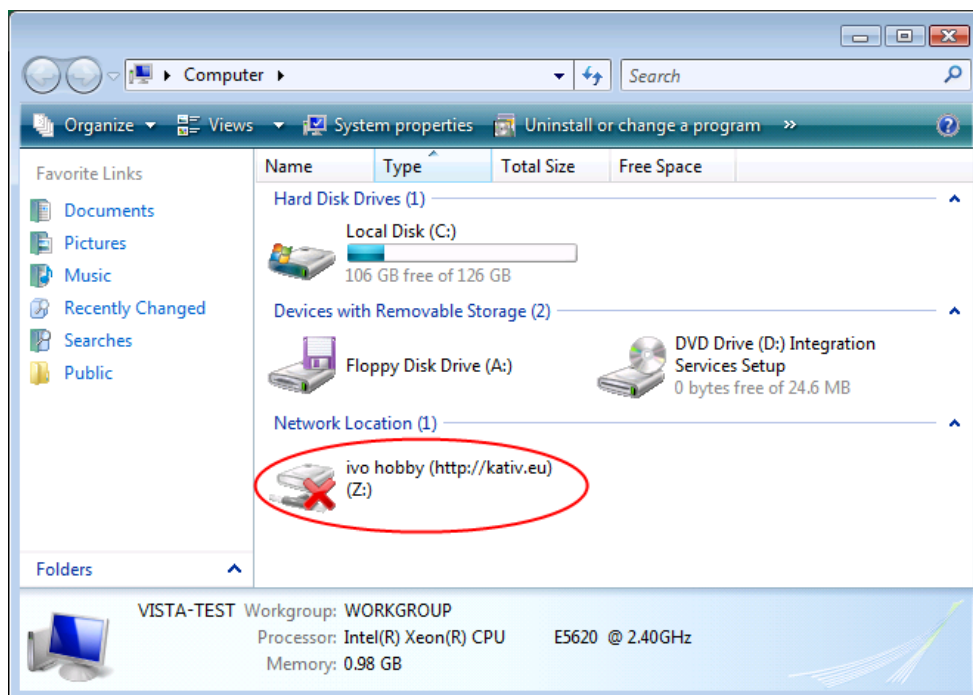 Computer
Search
Organize Views System properties Uninstall or change a program »
Favorite Links
Documents
Pictures
Music
Recently Changed
Searches
Public
Folders
Name Type Total Size Free Space
Hard Disk Drives (1)
Local Disk (C:)
106 GB free of 126 GB
Devices with Removable Storage (2)
Floppy Disk Drive (A:)
DVD Drive (D:) Integration
Services Setup
0 bytes free of 24.6 MB
Network Location (1)
ivo hobby (http://kativ.eu)
(Z:)
VISTA-TEST Workgroup: WORKGROUP
Processor: Intel(R) Xeon(R) CPU E5620 @ 2.40GHz
Memory: 0.98 GB